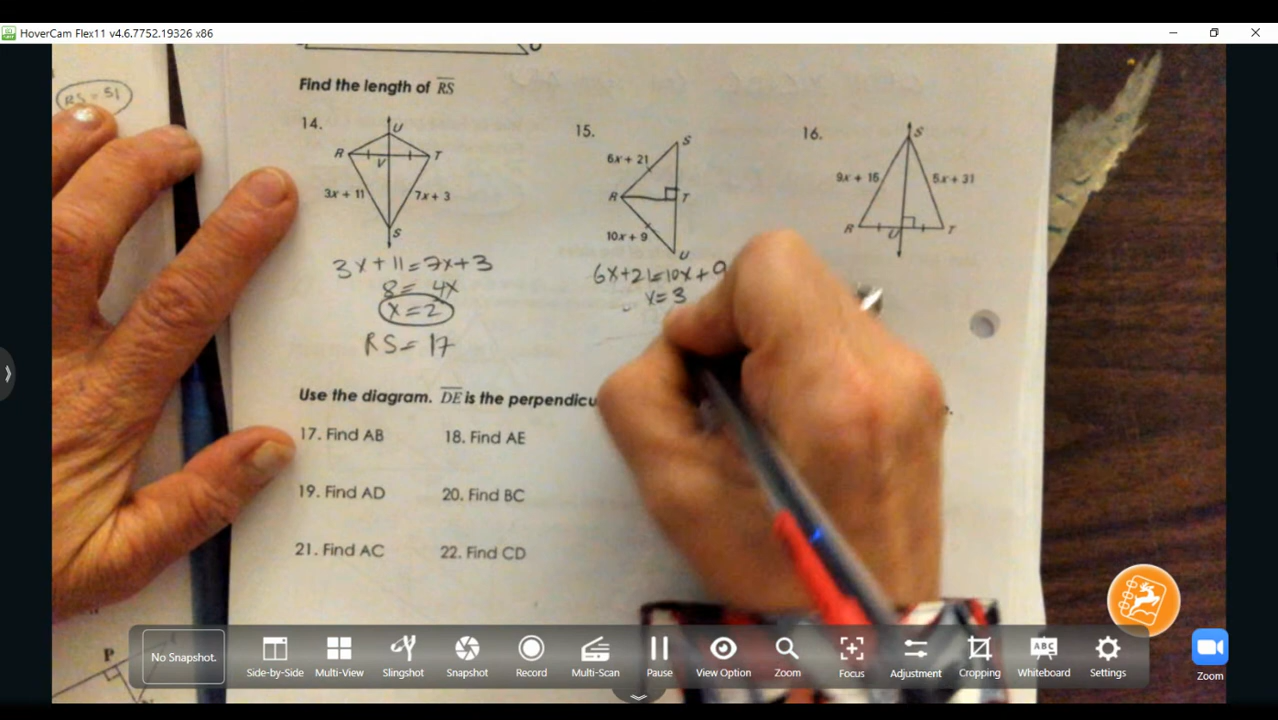 HoverCam Flex11 v4.6.7752.19326 x86
RS = 51
Find the length of RS
14.
U
R
V
T
3x + 11
7x + 3
S
3x + 11 = 7x + 3
8 = 4x
x = 2
RS = 17
15.
S
6x + 21
R
T
10x + 9
U
6x + 21 = 10x + 9
x = 3
16.
S
9x + 15
5x + 31
R
U
T
Use the diagram. DE is the
17. Find AB
18. Find AE
19. Find AD
20. Find BC
21. Find AC
22. Find CD
P
No Snapshot.
Side-by-Side
Multi-View
Slingshot
Snapshot
Record
Multi-Scan
Pause
View Option
Zoom
Focus
Adjustment
ABC
Cropping
Whiteboard
Settings
Zoom